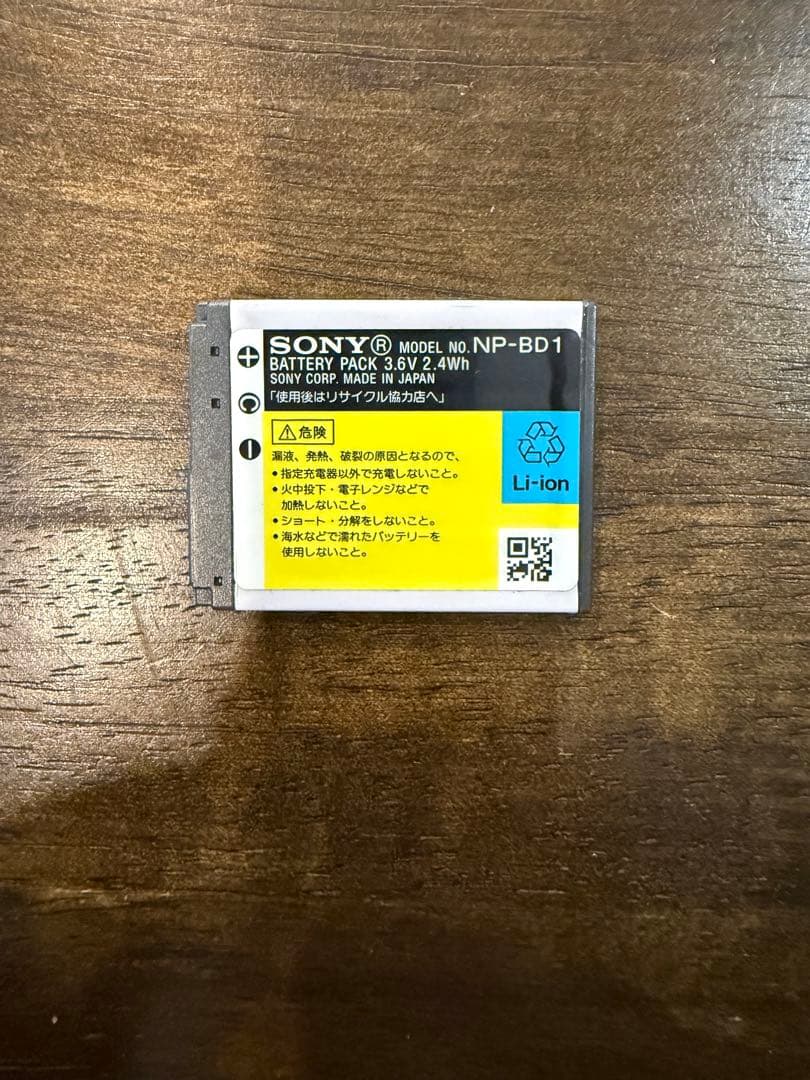 SONY® MODEL NO. NP-BD1
BATTERY PACK 3.6V 2.4Wh
SONY CORP. MADE IN JAPAN
「使用後はリサイクル協力店へ」
⚠危険
漏液、発熱、破裂の原因となるので、
•指定充電器以外で充電しないこと。
•火中投下・電子レンジなどで
加熱しないこと。
•ショート・分解をしないこと。
•海水などで濡れたバッテリーを
使用しないこと。
Li-ion